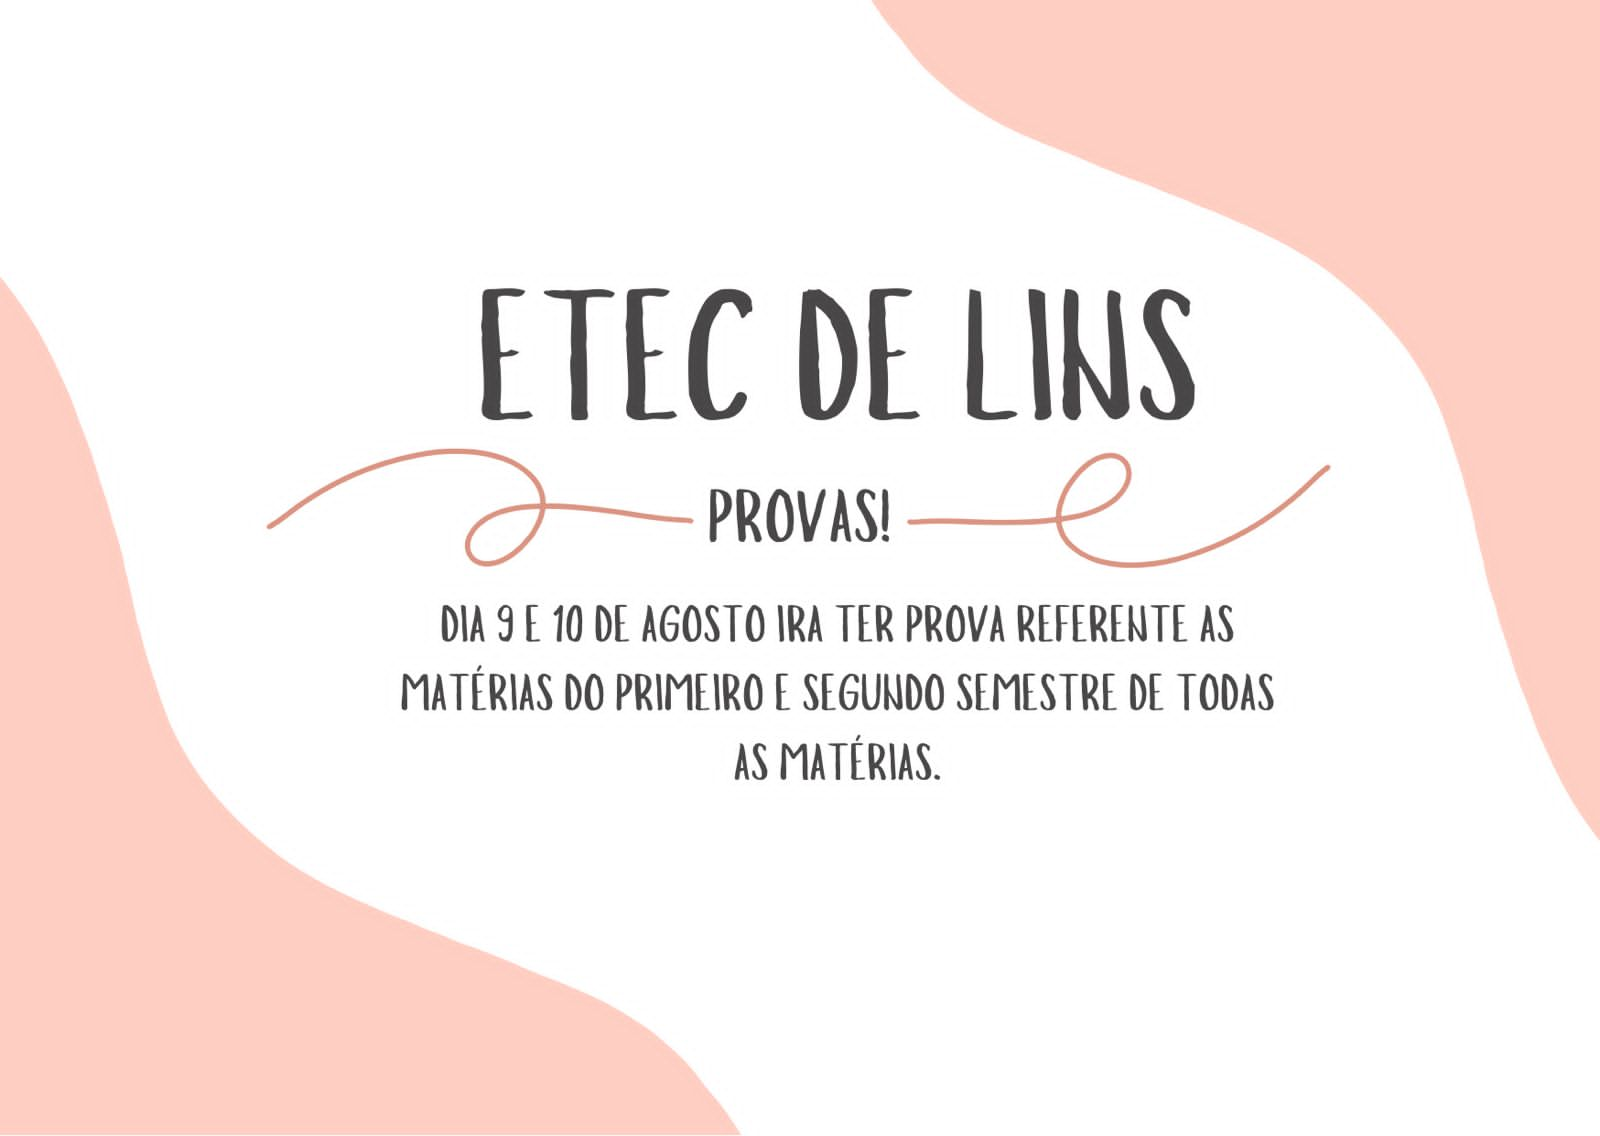 ETEC DE LINS
PROVAS!
DIA 9 E 10 DE AGOSTO IRA TER PROVA REFERENTE AS
MATÉRIAS DO PRIMEIRO E SEGUNDO SEMESTRE DE TODAS
AS MATÉRIAS.